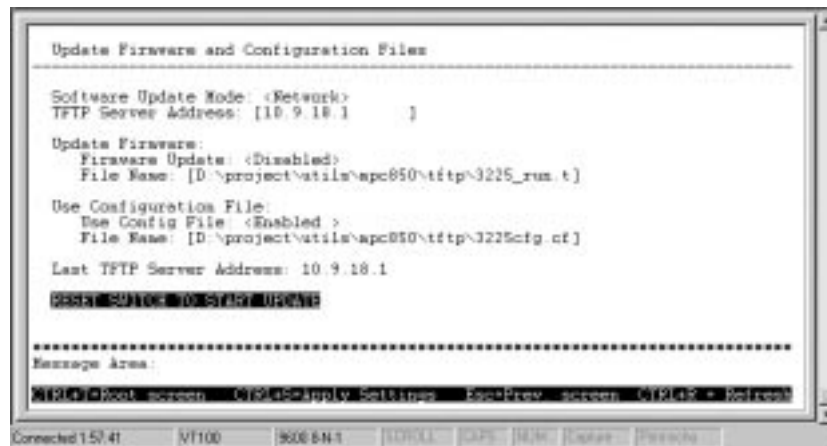 Update Firmware and Configuration Files
Software Update Mode: <Network>
TFTP Server Address: [10.9.18.1 ]
Update Firmware:
Firmware Update: <Disabled>
File Name: [D:\project\utils\mpc850\tftp\3225_run.t]
Use Configuration File:
Use Config File: <Enabled >
File Name: [D:\project\utils\mpc850\tftp\3225cfg.cf]
Last TFTP Server Address: 10.9.18.1
RESET SWITCH TO START UPDATE
Message Area:
CTRL+T=Root screen CTRL+S=Apply Settings Esc=Prev. screen CTRL+R = Refresh
Connected 1:57:41 VT100 9600 8-N-1 SCROLL CAPS NUM Capture Print echo